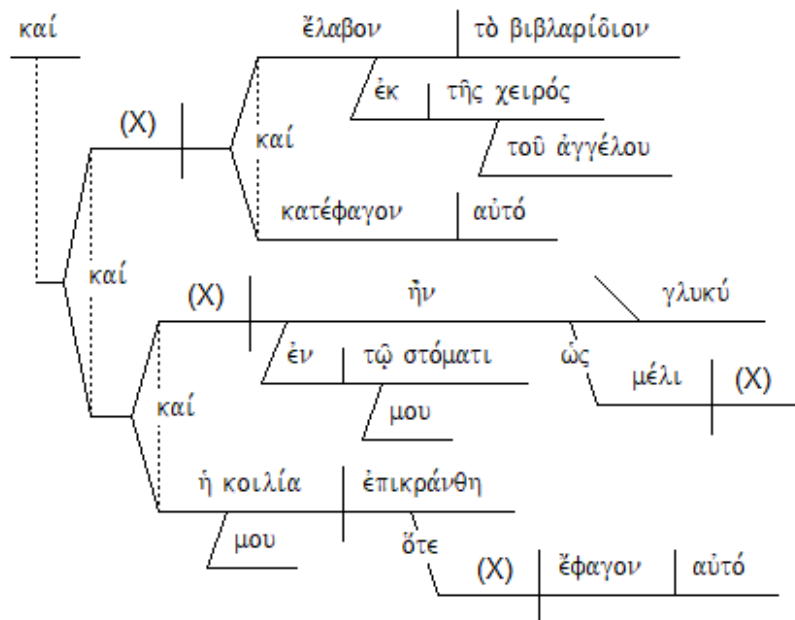 καί ἔλαβον τὸ βιβλαρίδιον
ἐκ τῆς χειρός
(X) καί τοῦ ἀγγέλου
κατέφαγον αὐτό
καί
(X) ἦν γλυκύ
ἐν τῷ στόματι ὡς μέλι (X)
καί μου
ἡ κοιλία ἐπικράνθη
μου ὅτε
(X) ἔφαγον αὐτό